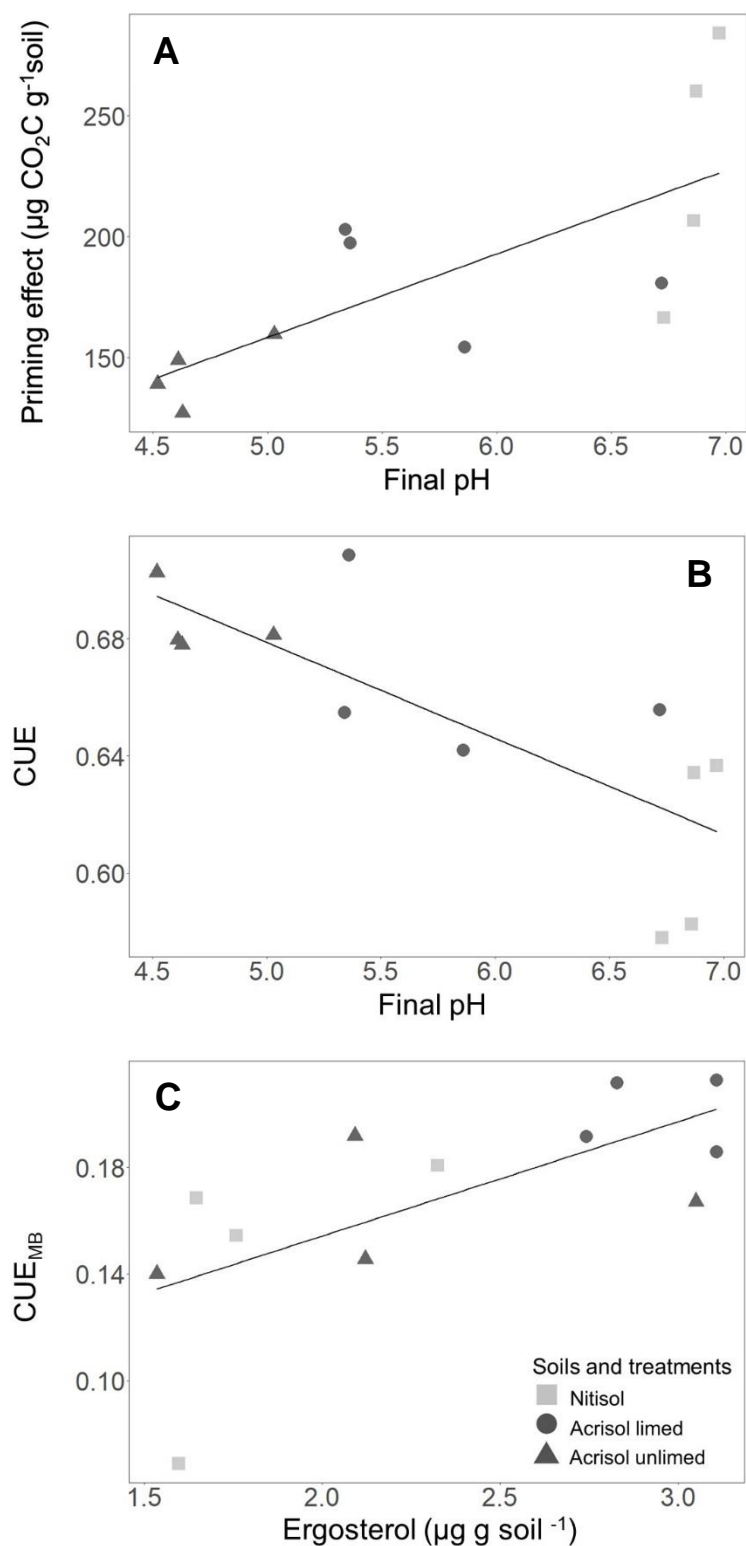 A
Priming effect (µg CO₂C g⁻¹soil)
250
200
150
4.5 5.0 5.5 6.0 6.5 7.0
Final pH
B
CUE
0.68
0.64
0.60
4.5 5.0 5.5 6.0 6.5 7.0
Final pH
C
CUE_MB
0.18
0.14
0.10
Soils and treatments
Nitisol
Acrisol limed
Acrisol unlimed
1.5 2.0 2.5 3.0
Ergosterol (µg g soil ⁻¹)